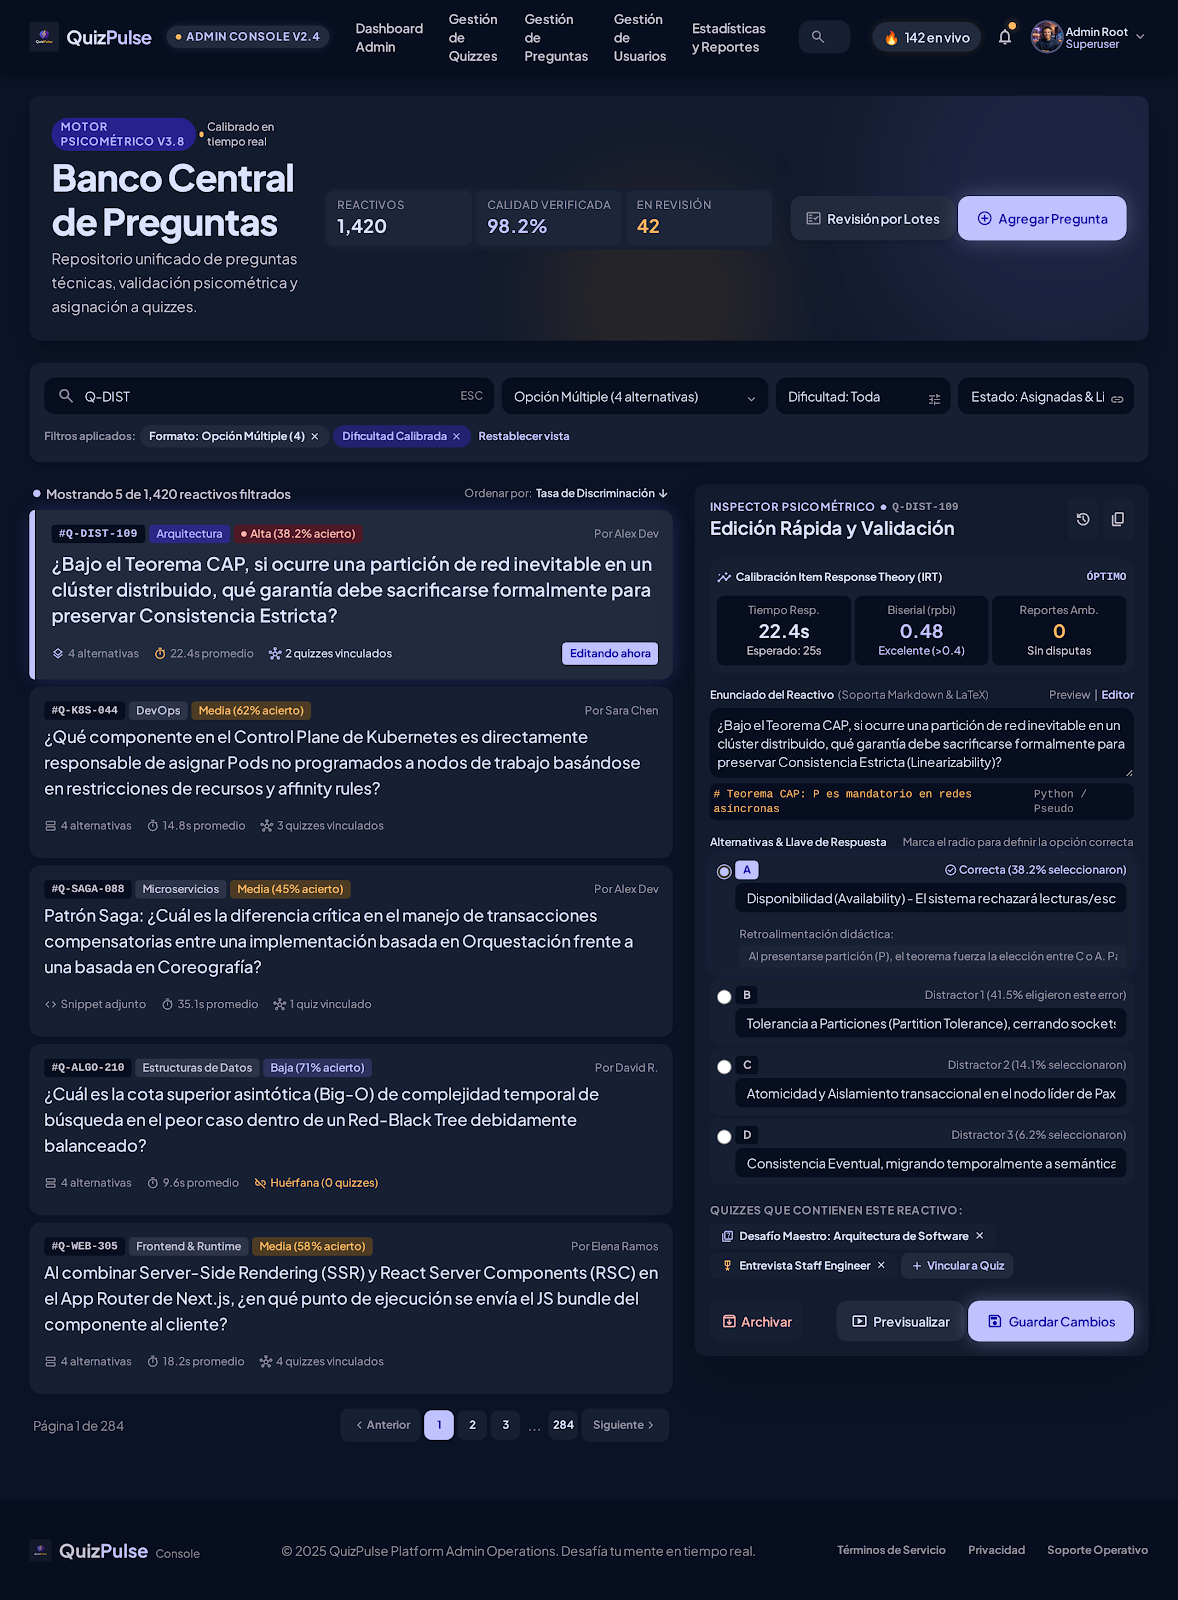 QuizPulse
ADMIN CONSOLE V2.4
Dashboard
Admin
Gestión
de
Quizzes
Gestión
de
Preguntas
Gestión
de
Usuarios
Estadísticas
y Reportes
🔥 142 en vivo
Admin Root
Superuser
MOTOR
PSICOMÉTRICO V3.8
Calibrado en
tiempo real
Banco Central
de Preguntas
Repositorio unificado de preguntas
técnicas, validación psicométrica y
asignación a quizzes.
REACTIVOS
1,420
CALIDAD VERIFICADA
98.2%
EN REVISIÓN
42
Revisión por Lotes
Agregar Pregunta
Q-DIST
ESC
Opción Múltiple (4 alternativas)
Dificultad: Toda
Estado: Asignadas & Li
Filtros aplicados:
Formato: Opción Múltiple (4) ×
Dificultad Calibrada ×
Restablecer vista
Mostrando 5 de 1,420 reactivos filtrados
Ordenar por: Tasa de Discriminación ↓
#Q-DIST-109
Arquitectura
Alta (38.2% acierto)
Por Alex Dev
¿Bajo el Teorema CAP, si ocurre una partición de red inevitable en un
clúster distribuido, qué garantía debe sacrificarse formalmente para
preservar Consistencia Estricta?
4 alternativas
22.4s promedio
2 quizzes vinculados
Editando ahora
#Q-K8S-044
DevOps
Media (62% acierto)
Por Sara Chen
¿Qué componente en el Control Plane de Kubernetes es directamente
responsable de asignar Pods no programados a nodos de trabajo basándose
en restricciones de recursos y affinity rules?
4 alternativas
14.8s promedio
3 quizzes vinculados
#Q-SAGA-088
Microservicios
Media (45% acierto)
Por Alex Dev
Patrón Saga: ¿Cuál es la diferencia crítica en el manejo de transacciones
compensatorias entre una implementación basada en Orquestación frente a
una basada en Coreografía?
Snippet adjunto
35.1s promedio
1 quiz vinculado
#Q-ALGO-210
Estructuras de Datos
Baja (71% acierto)
Por David R.
¿Cuál es la cota superior asintótica (Big-O) de complejidad temporal de
búsqueda en el peor caso dentro de un Red-Black Tree debidamente
balanceado?
4 alternativas
9.6s promedio
Huérfana (0 quizzes)
#Q-WEB-305
Frontend & Runtime
Media (58% acierto)
Por Elena Ramos
Al combinar Server-Side Rendering (SSR) y React Server Components (RSC) en
el App Router de Next.js, ¿en qué punto de ejecución se envía el JS bundle del
componente al cliente?
4 alternativas
18.2s promedio
4 quizzes vinculados
Página 1 de 284
Anterior
1
2
3
...
284
Siguiente
INSPECTOR PSICOMÉTRICO ● Q-DIST-109
Edición Rápida y Validación
Calibración Item Response Theory (IRT)
ÓPTIMO
Tiempo Resp.
22.4s
Esperado: 25s
Biserial (rpbi)
0.48
Excelente (>0.4)
Reportes Amb.
0
Sin disputas
Enunciado del Reactivo (Soporta Markdown & LaTeX)
Preview | Editor
¿Bajo el Teorema CAP, si ocurre una partición de red inevitable en un
clúster distribuido, qué garantía debe sacrificarse formalmente para
preservar Consistencia Estricta (Linearizability)?
# Teorema CAP: P es mandatorio en redes
asíncronas
Python /
Pseudo
Alternativas & Llave de Respuesta
Marca el radio para definir la opción correcta
A
Correcta (38.2% seleccionaron)
Disponibilidad (Availability) - El sistema rechazará lecturas/esc
Retroalimentación didáctica:
Al presentarse partición (P), el teorema fuerza la elección entre C o A. Pa
B
Distractor 1 (41.5% eligieron este error)
Tolerancia a Particiones (Partition Tolerance), cerrando sockets
C
Distractor 2 (14.1% seleccionaron)
Atomicidad y Aislamiento transaccional en el nodo líder de Pax
D
Distractor 3 (6.2% seleccionaron)
Consistencia Eventual, migrando temporalmente a semántica
QUIZZES QUE CONTIENEN ESTE REACTIVO:
Desafío Maestro: Arquitectura de Software ×
Entrevista Staff Engineer ×
+ Vincular a Quiz
Archivar
Previsualizar
Guardar Cambios
QuizPulse Console
© 2025 QuizPulse Platform Admin Operations. Desafía tu mente en tiempo real.
Términos de Servicio
Privacidad
Soporte Operativo